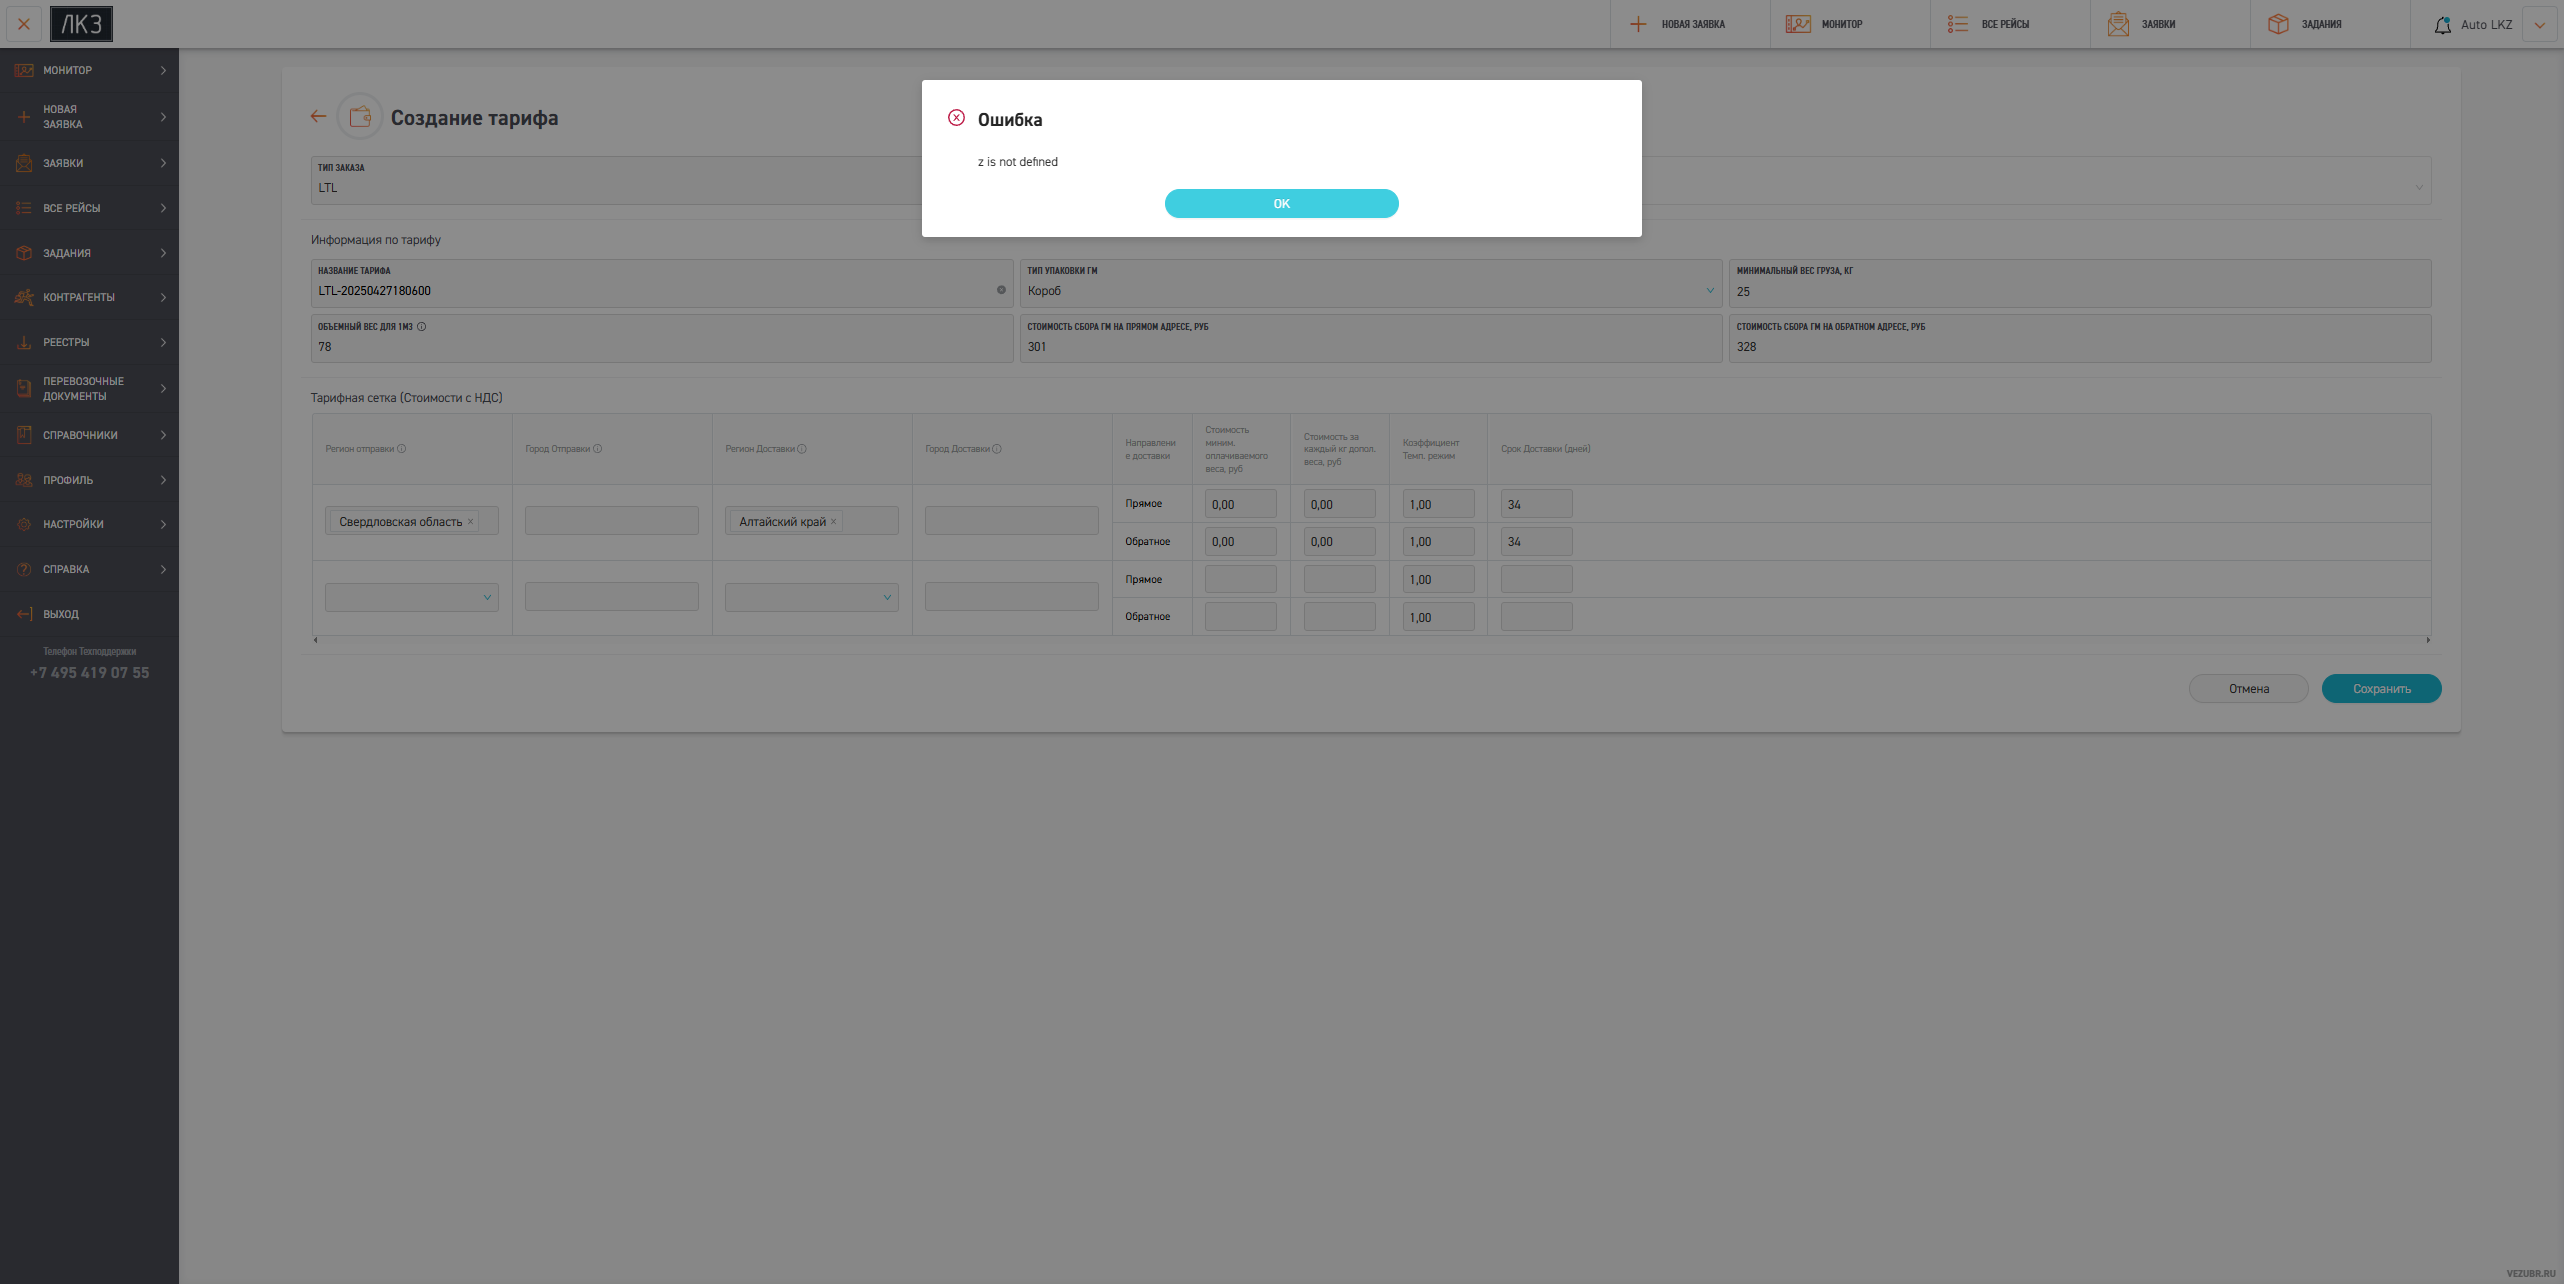 ЛКЗ
НОВАЯ ЗАЯВКА
МОНИТОР
ВСЕ РЕЙСЫ
ЗАЯВКИ
ЗАДАНИЯ
Auto LKZ
МОНИТОР
НОВАЯ
ЗАЯВКА
ЗАЯВКИ
ВСЕ РЕЙСЫ
ЗАДАНИЯ
КОНТРАГЕНТЫ
РЕЕСТРЫ
ПЕРЕВОЗОЧНЫЕ
ДОКУМЕНТЫ
СПРАВОЧНИКИ
ПРОФИЛЬ
НАСТРОЙКИ
СПРАВКА
ВЫХОД
Телефон Техподдержки
+7 495 419 07 55
Создание тарифа
Ошибка
z is not defined
OK
ТИП ЗАКАЗА
LTL
Информация по тарифу
НАЗВАНИЕ ТАРИФА
LTL-20250427180600
ТИП УПАКОВКИ ГМ
Короб
МИНИМАЛЬНЫЙ ВЕС ГРУЗА, КГ
25
ОБЪЕМНЫЙ ВЕС ДЛЯ 1М3
78
СТОИМОСТЬ СБОРА ГМ НА ПРЯМОМ АДРЕСЕ, РУБ
301
СТОИМОСТЬ СБОРА ГМ НА ОБРАТНОМ АДРЕСЕ, РУБ
328
Тарифная сетка (Стоимости с НДС)
Регион отправки
Город Отправки
Регион Доставки
Город Доставки
Направлени
е доставки
Стоимость
миним.
оплачиваемого
веса, руб
Стоимость за
каждый кг допол.
веса, руб
Коэффициент
Темп. режим
Срок Доставки (дней)
Свердловская область
Алтайский край
Прямое 0,00 0,00 1,00 34
Обратное 0,00 0,00 1,00 34
Прямое 1,00
Обратное 1,00
Отмена
Сохранить
VEZUBR.RU